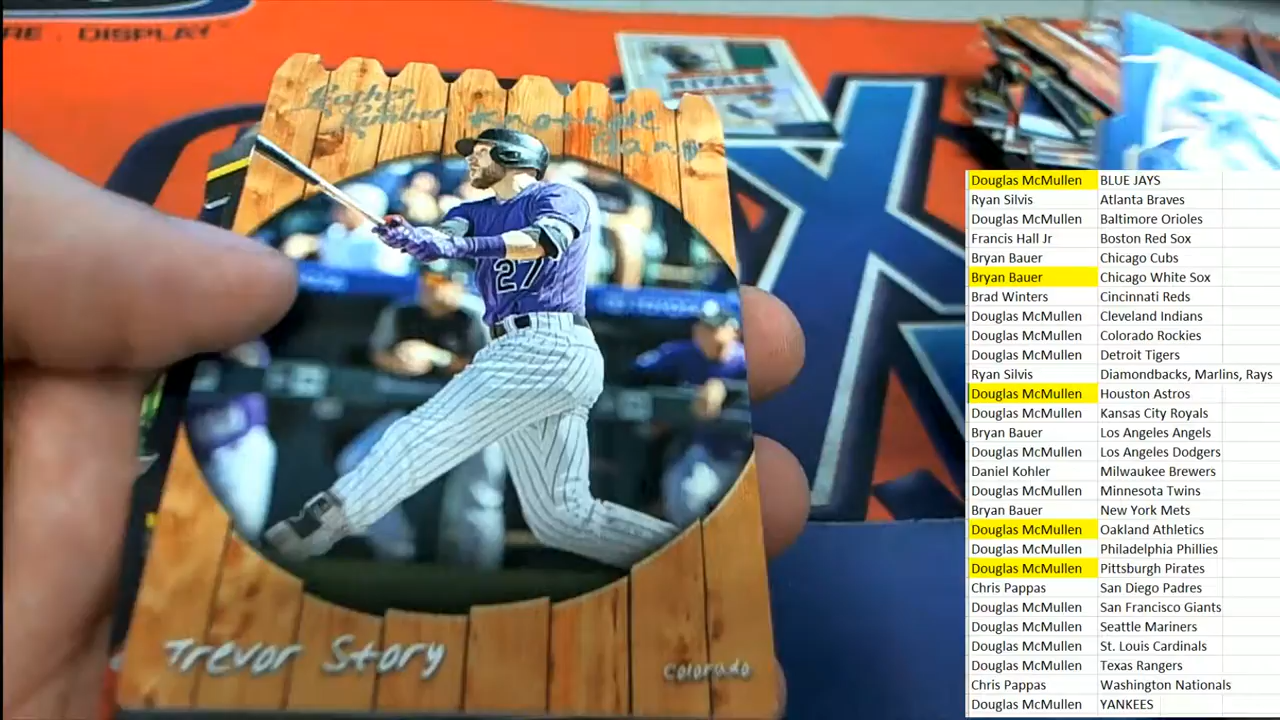 RE . DISPLAY
Leather
Lumber
Knothole
Gang
27
Trevor Story
Colorado
RIVALS
Douglas McMullen BLUE JAYS
Ryan Silvis Atlanta Braves
Douglas McMullen Baltimore Orioles
Francis Hall Jr Boston Red Sox
Bryan Bauer Chicago Cubs
Bryan Bauer Chicago White Sox
Brad Winters Cincinnati Reds
Douglas McMullen Cleveland Indians
Douglas McMullen Colorado Rockies
Douglas McMullen Detroit Tigers
Ryan Silvis Diamondbacks, Marlins, Rays
Douglas McMullen Houston Astros
Douglas McMullen Kansas City Royals
Bryan Bauer Los Angeles Angels
Douglas McMullen Los Angeles Dodgers
Daniel Kohler Milwaukee Brewers
Douglas McMullen Minnesota Twins
Bryan Bauer New York Mets
Douglas McMullen Oakland Athletics
Douglas McMullen Philadelphia Phillies
Douglas McMullen Pittsburgh Pirates
Chris Pappas San Diego Padres
Douglas McMullen San Francisco Giants
Douglas McMullen Seattle Mariners
Douglas McMullen St. Louis Cardinals
Douglas McMullen Texas Rangers
Chris Pappas Washington Nationals
Douglas McMullen YANKEES